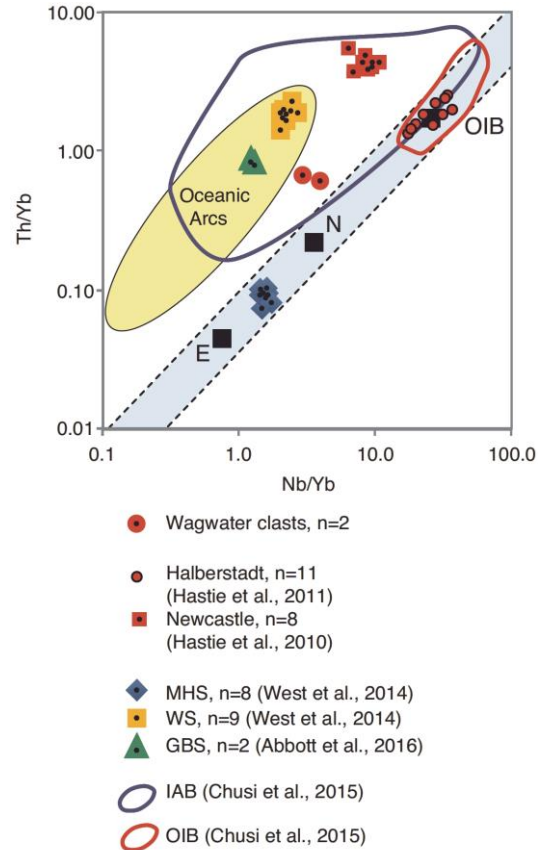 10.00
1.00
0.10
0.01
Th/Yb
OIB
Oceanic
Arcs
N
E
0.1
1.0
10.0
100.0
Nb/Yb
Wagwater clasts, n=2
Halberstadt, n=11
(Hastie et al., 2011)
Newcastle, n=8
(Hastie et al., 2010)
MHS, n=8 (West et al., 2014)
WS, n=9 (West et al., 2014)
GBS, n=2 (Abbott et al., 2016)
IAB (Chusi et al., 2015)
OIB (Chusi et al., 2015)